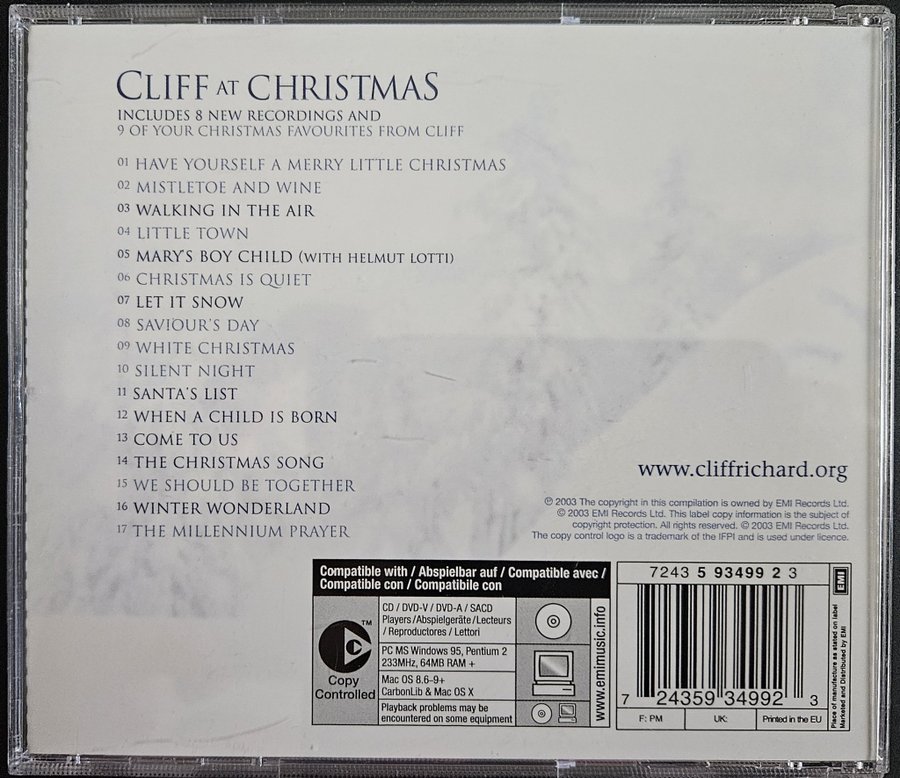 CLIFF AT CHRISTMAS
INCLUDES 8 NEW RECORDINGS AND
9 OF YOUR CHRISTMAS FAVOURITES FROM CLIFF
01 HAVE YOURSELF A MERRY LITTLE CHRISTMAS
02 MISTLETOE AND WINE
03 WALKING IN THE AIR
04 LITTLE TOWN
05 MARY'S BOY CHILD (WITH HELMUT LOTTI)
06 CHRISTMAS IS QUIET
07 LET IT SNOW
08 SAVIOUR'S DAY
09 WHITE CHRISTMAS
10 SILENT NIGHT
11 SANTA'S LIST
12 WHEN A CHILD IS BORN
13 COME TO US
14 THE CHRISTMAS SONG
15 WE SHOULD BE TOGETHER
16 WINTER WONDERLAND
17 THE MILLENNIUM PRAYER
www.cliffrichard.org
℗ 2003 The copyright in this compilation is owned by EMI Records Ltd.
© 2003 EMI Records Ltd. This label copy information is the subject of
copyright protection. All rights reserved. © 2003 EMI Records Ltd.
The copy control logo is a trademark of the IFPI and is used under licence.
Compatible with / Abspielbar auf / Compatible avec /
Compatible con / Compatibile con
TM
Copy
Controlled
CD / DVD-V / DVD-A / SACD
Players/Abspielgeräte/Lecteurs
/ Reproductores / Lettori
PC MS Windows 95, Pentium 2
233MHz, 64MB RAM +
Mac OS 8.6-9+
CarbonLib & Mac OS X
Playback problems may be
encountered on some equipment
www.emimusic.info
7243 5 93499 2 3
7 24359 34992 3
F: PM
UK:
Printed in the EU
EMI
Place of manufacture as stated on label
Marketed and Distributed by EMI